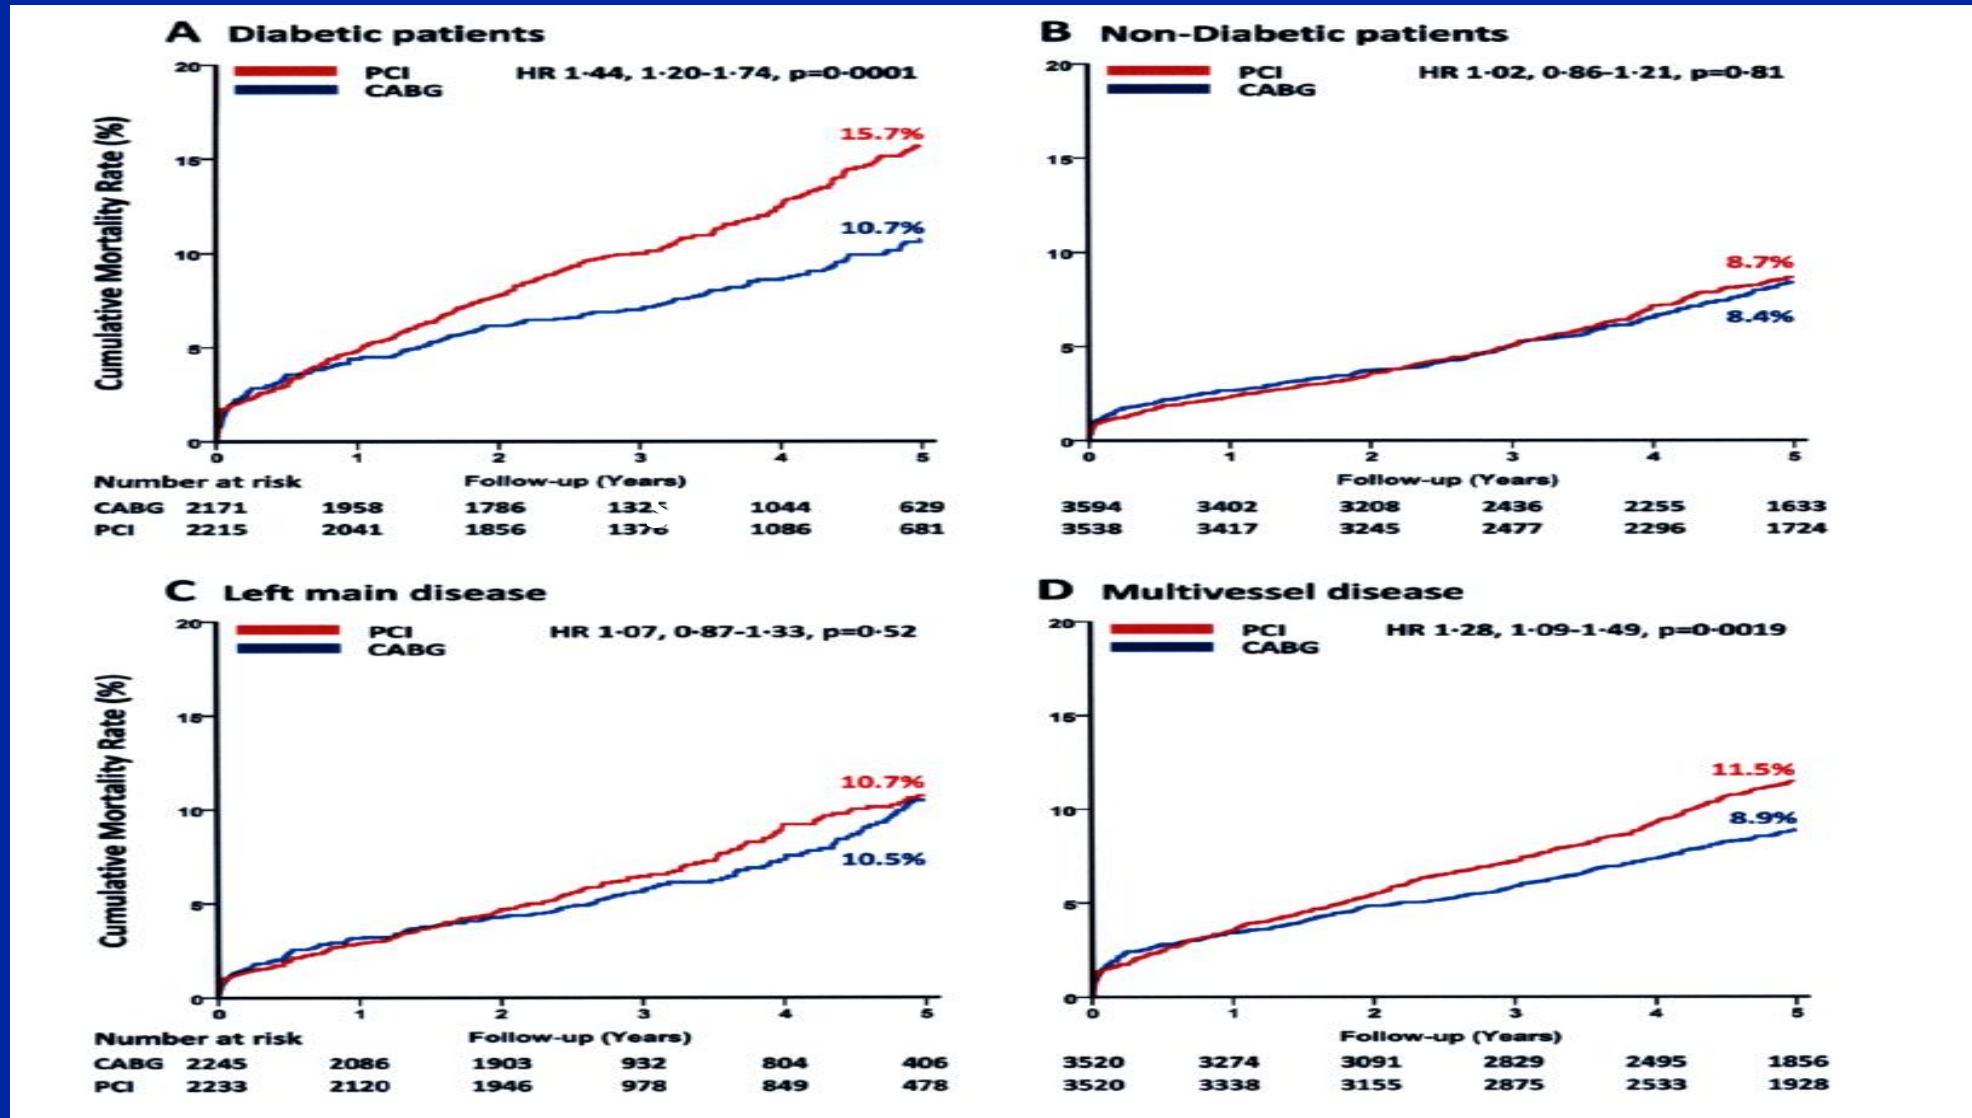 A Diabetic patients
20
PCI
HR 1·44, 1·20-1·74, p=0·0001
CABG
15.7%
15
10.7%
10
5
0
Cumulative Mortality Rate (%)
0 1 2 3 4 5
Number at risk Follow-up (Years)
CABG 2171 1958 1786 1044 629
PCI 2215 2041 1856 1086 681
B Non-Diabetic patients
20
PCI
HR 1·02, 0·86-1·21, p=0·81
CABG
15
10
8.7%
8.4%
5
0
0 1 2 3 4 5
Follow-up (Years)
3594 3402 3208 2436 2255 1633
3538 3417 3245 2477 2296 1724
C Left main disease
20
PCI
HR 1·07, 0·87-1·33, p=0·52
CABG
15
10.7%
10
10.5%
5
0
Cumulative Mortality Rate (%)
0 1 2 3 4 5
Number at risk Follow-up (Years)
CABG 2245 2086 1903 932 804 406
PCI 2233 2120 1946 978 849 478
D Multivessel disease
20
PCI
HR 1·28, 1·09-1·49, p=0·0019
CABG
15
11.5%
10
8.9%
5
0
0 1 2 3 4 5
Follow-up (Years)
3520 3274 3091 2829 2495 1856
3520 3338 3155 2875 2533 1928